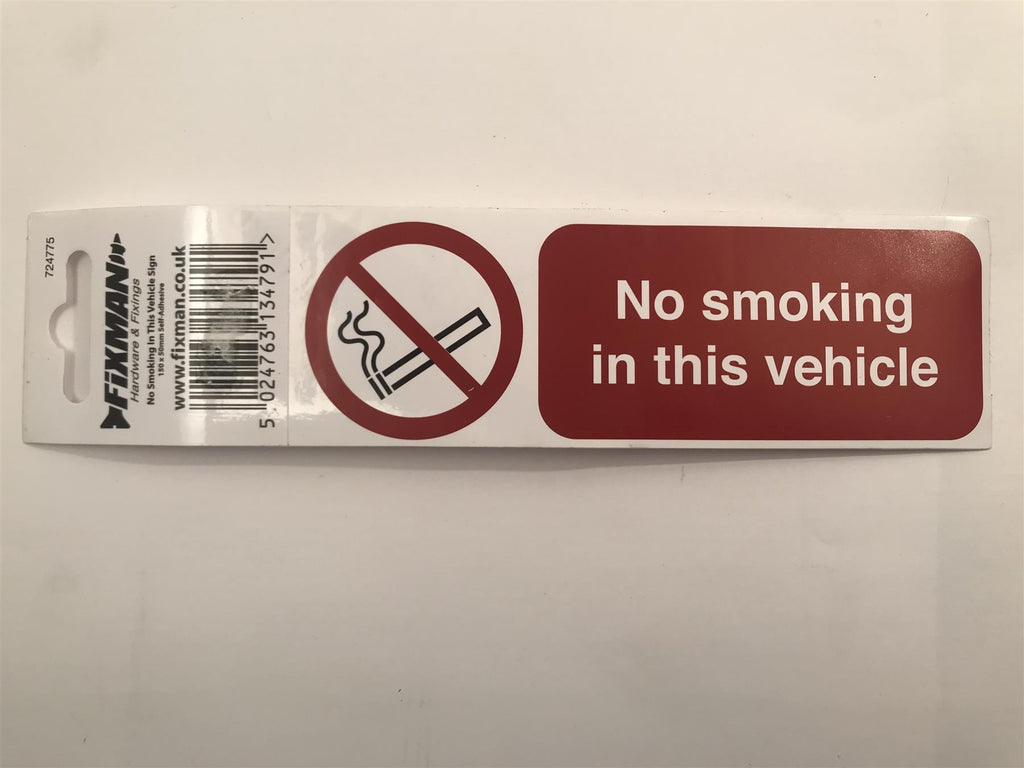 724775
FiXMAN
Hardware & Fixings
No Smoking In This Vehicle Sign
150 x 50mm Self-Adhesive
www.fixman.co.uk
5 024763 134791 >
No smoking
in this vehicle